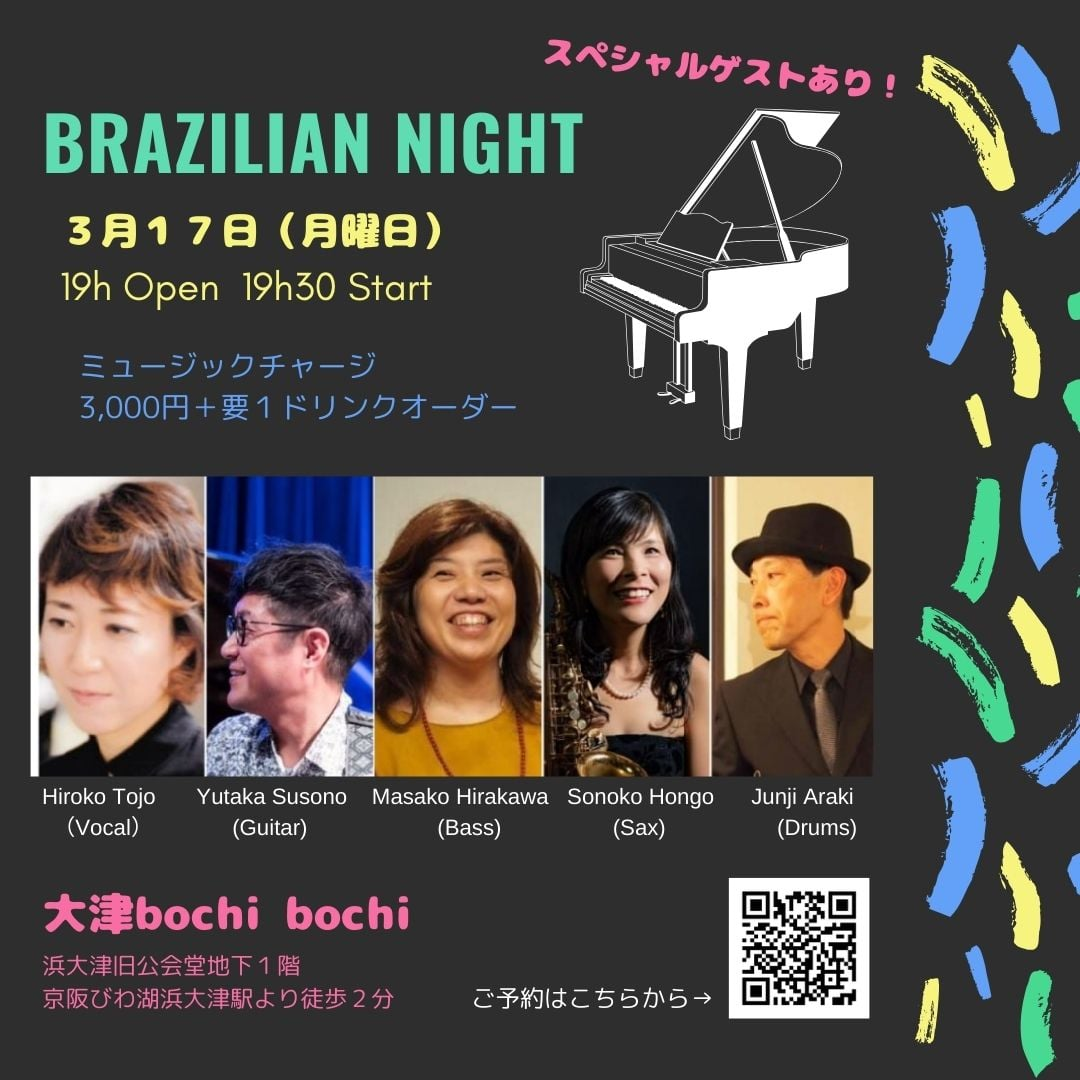 スペシャルゲストあり！
BRAZILIAN NIGHT
３月１７日（月曜日）
19h Open 19h30 Start
ミュージックチャージ
3,000円＋要１ドリンクオーダー
Hiroko Tojo Yutaka Susono Masako Hirakawa Sonoko Hongo Junji Araki
（Vocal） (Guitar) (Bass) (Sax) (Drums)
大津bochi bochi
浜大津旧公会堂地下１階
京阪びわ湖浜大津駅より徒歩２分
ご予約はこちらから→